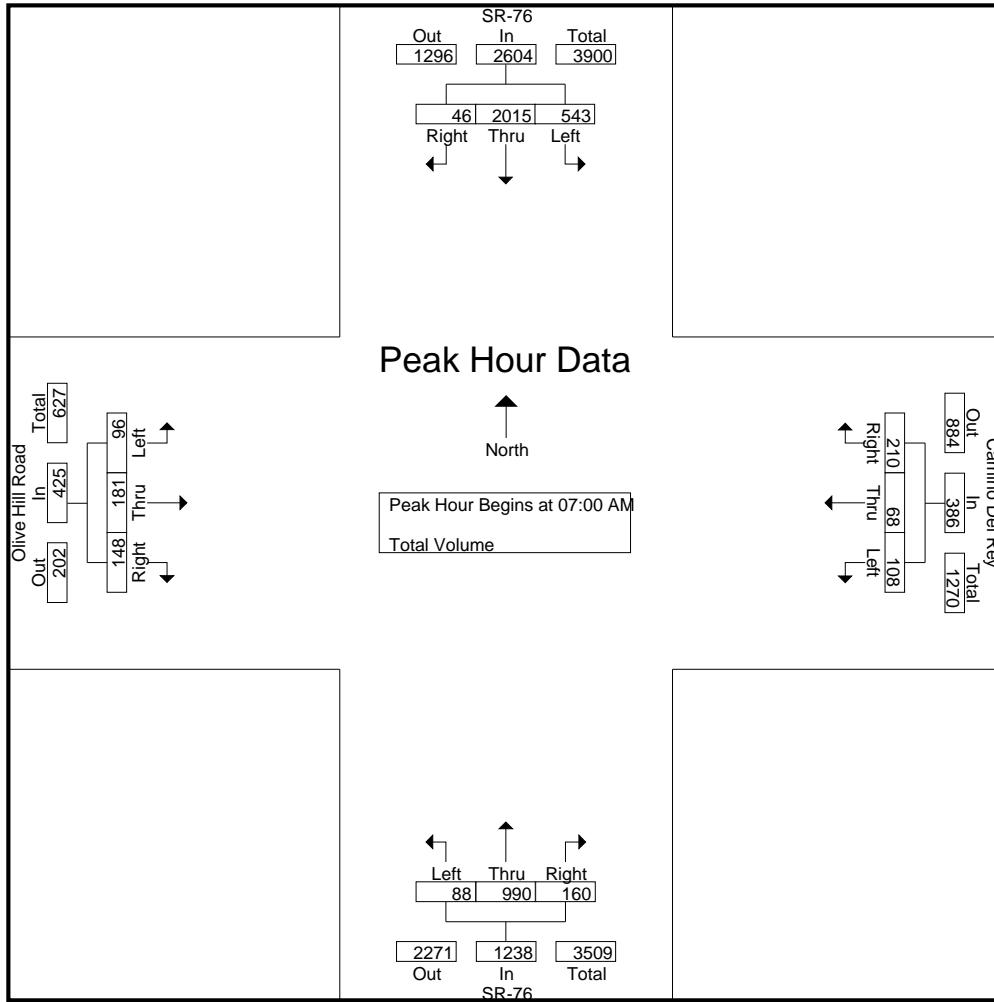 SR-76
Out In Total
1296 2604 3900
46 2015 543
Right Thru Left
Peak Hour Data
North
Peak Hour Begins at 07:00 AM
Total Volume
Olive Hill Road
Total In Out
627 425 202
96 181 148
Left Thru Right
Right Thru Left
210 68 108
884 386 1270
Out In Total
Camino Del Rey
Left Thru Right
88 990 160
2271 1238 3509
Out In Total
SR-76